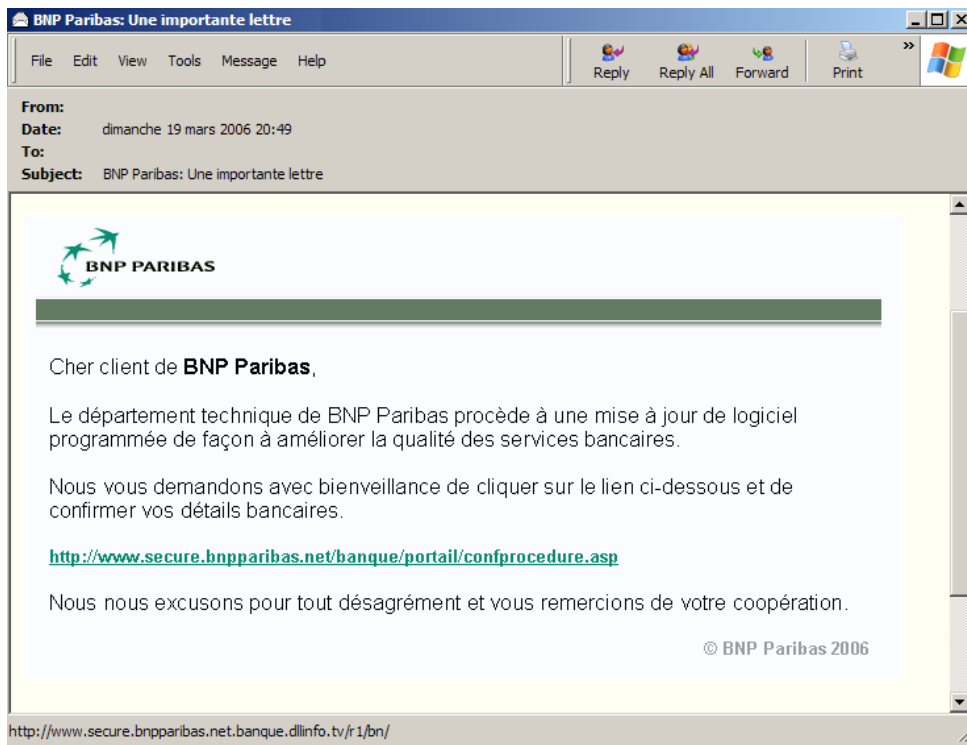 BNP Paribas: Une importante lettre
File Edit View Tools Message Help
Reply Reply All Forward Print »
From:
Date: dimanche 19 mars 2006 20:49
To:
Subject: BNP Paribas: Une importante lettre
BNP PARIBAS
Cher client de BNP Paribas,
Le département technique de BNP Paribas procède à une mise à jour de logiciel
programmée de façon à améliorer la qualité des services bancaires.
Nous vous demandons avec bienveillance de cliquer sur le lien ci-dessous et de
confirmer vos détails bancaires.
http://www.secure.bnpparibas.net/banque/portail/confprocedure.asp
Nous nous excusons pour tout désagrément et vous remercions de votre coopération.
© BNP Paribas 2006
http://www.secure.bnpparibas.net.banque.dllinfo.tv/r1/bn/